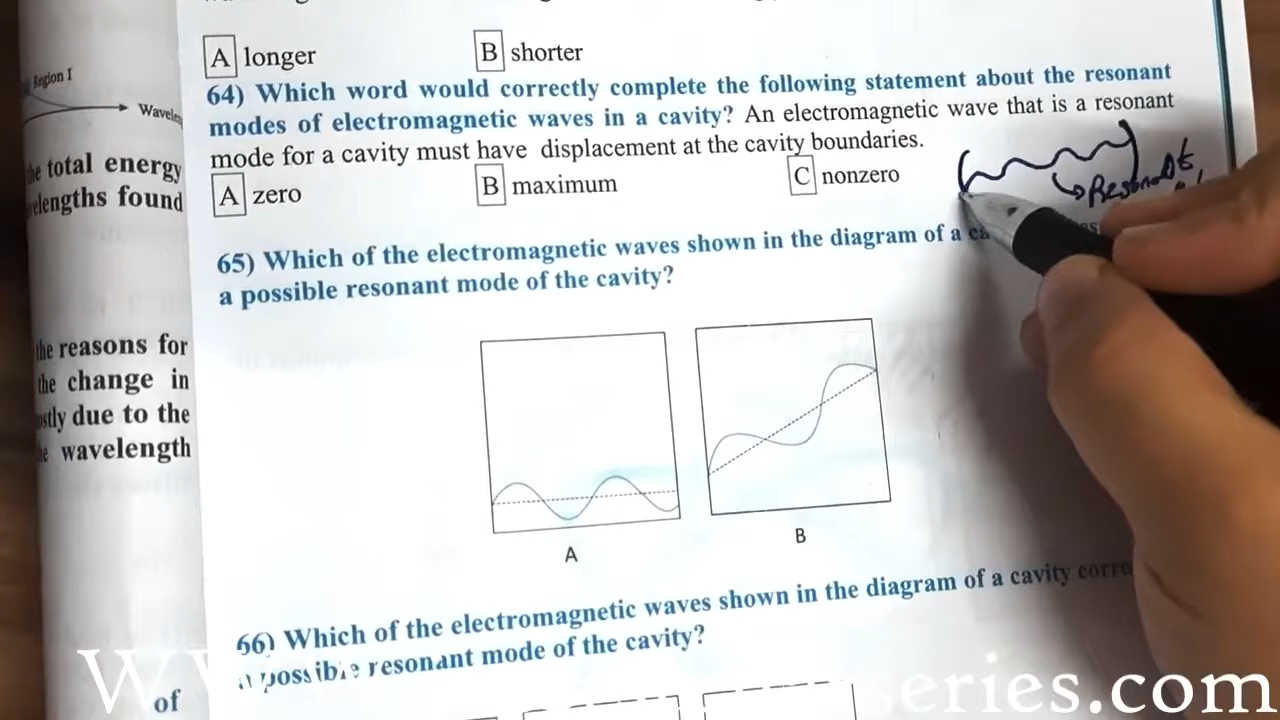 Region I
the total energy
found
the reasons for
the change in
mostly due to the
wavelength
of
A longer
B shorter
64) Which word would correctly complete the following statement about the resonant
modes of electromagnetic waves in a cavity? An electromagnetic wave that is a resonant
mode for a cavity must have displacement at the cavity boundaries.
A zero
B maximum
C nonzero
65) Which of the electromagnetic waves shown in the diagram of a
a possible resonant mode of the cavity?
A
B
66) Which of the electromagnetic waves shown in the diagram of a cavity
a possible resonant mode of the cavity?
series.com